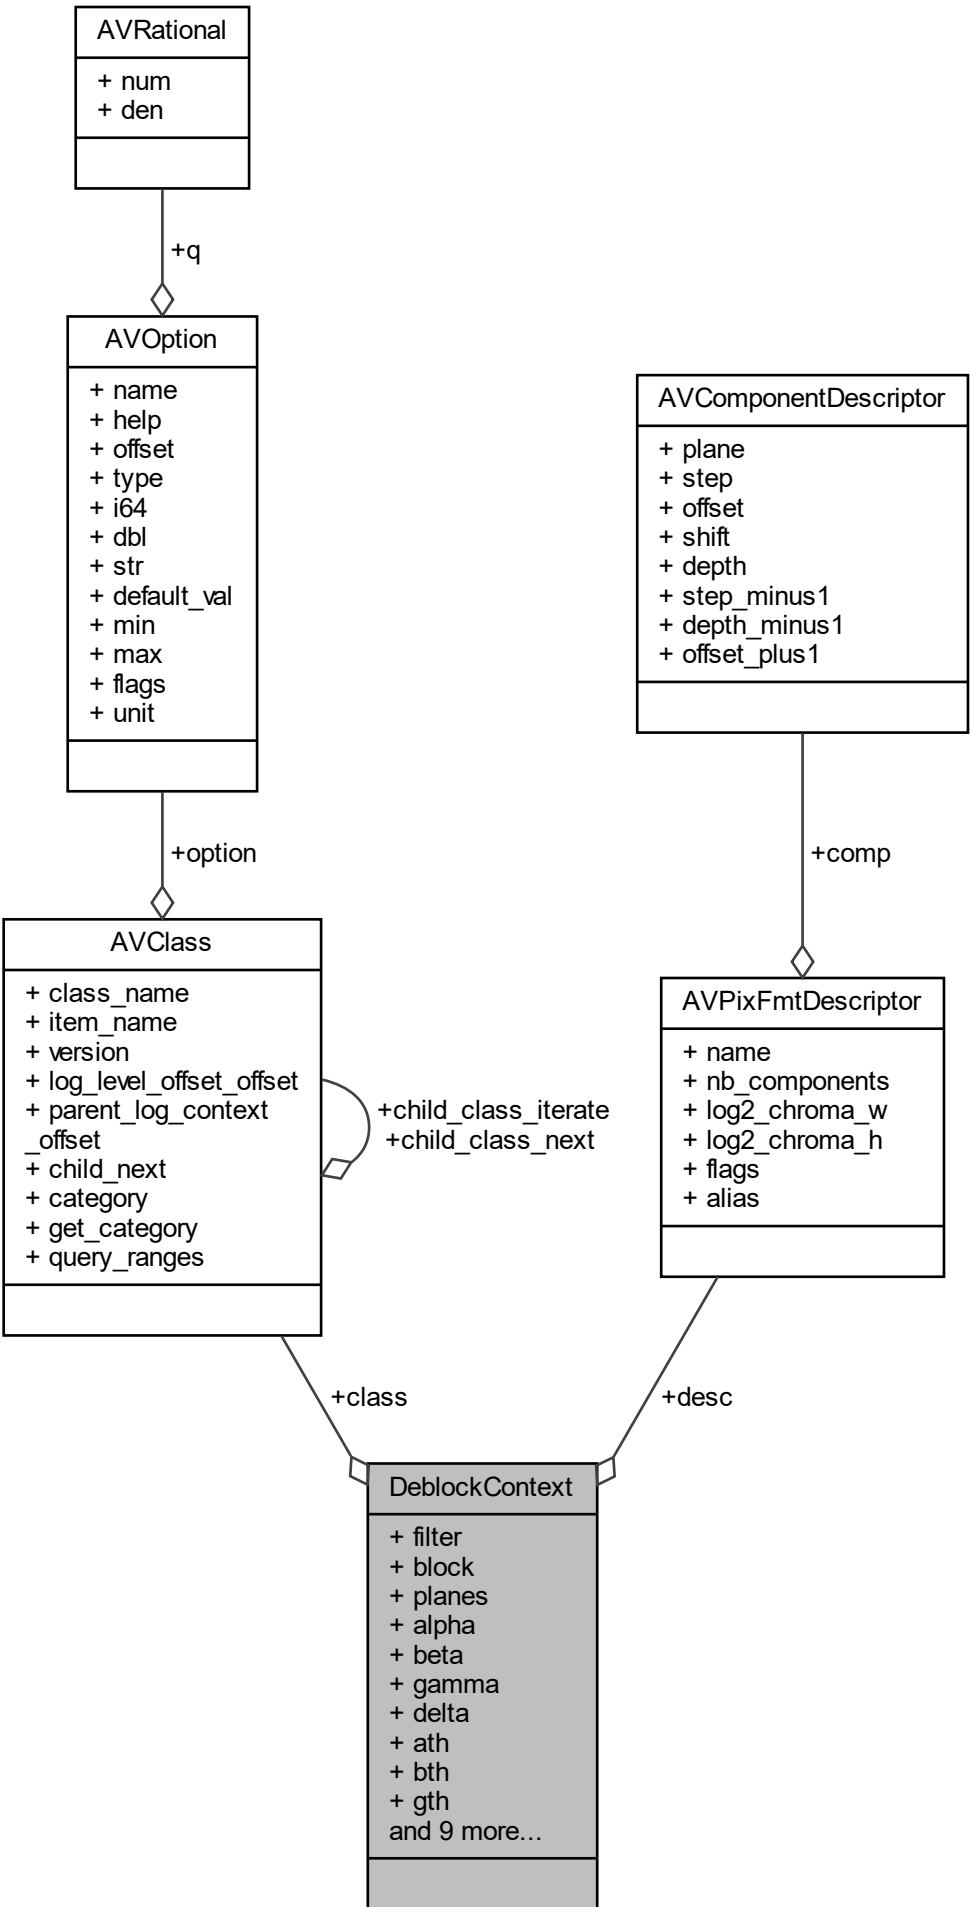 AVRational
+ num
+ den
+q
AVOption
+ name
+ help
+ offset
+ type
+ i64
+ dbl
+ str
+ default_val
+ min
+ max
+ flags
+ unit
AVComponentDescriptor
+ plane
+ step
+ offset
+ shift
+ depth
+ step_minus1
+ depth_minus1
+ offset_plus1
+option
+comp
AVClass
+ class_name
+ item_name
+ version
+ log_level_offset_offset
+ parent_log_context
_offset
+ child_next
+ category
+ get_category
+ query_ranges
+child_class_iterate
+child_class_next
AVPixFmtDescriptor
+ name
+ nb_components
+ log2_chroma_w
+ log2_chroma_h
+ flags
+ alias
+class
+desc
DeblockContext
+ filter
+ block
+ planes
+ alpha
+ beta
+ gamma
+ delta
+ ath
+ bth
+ gth
and 9 more...